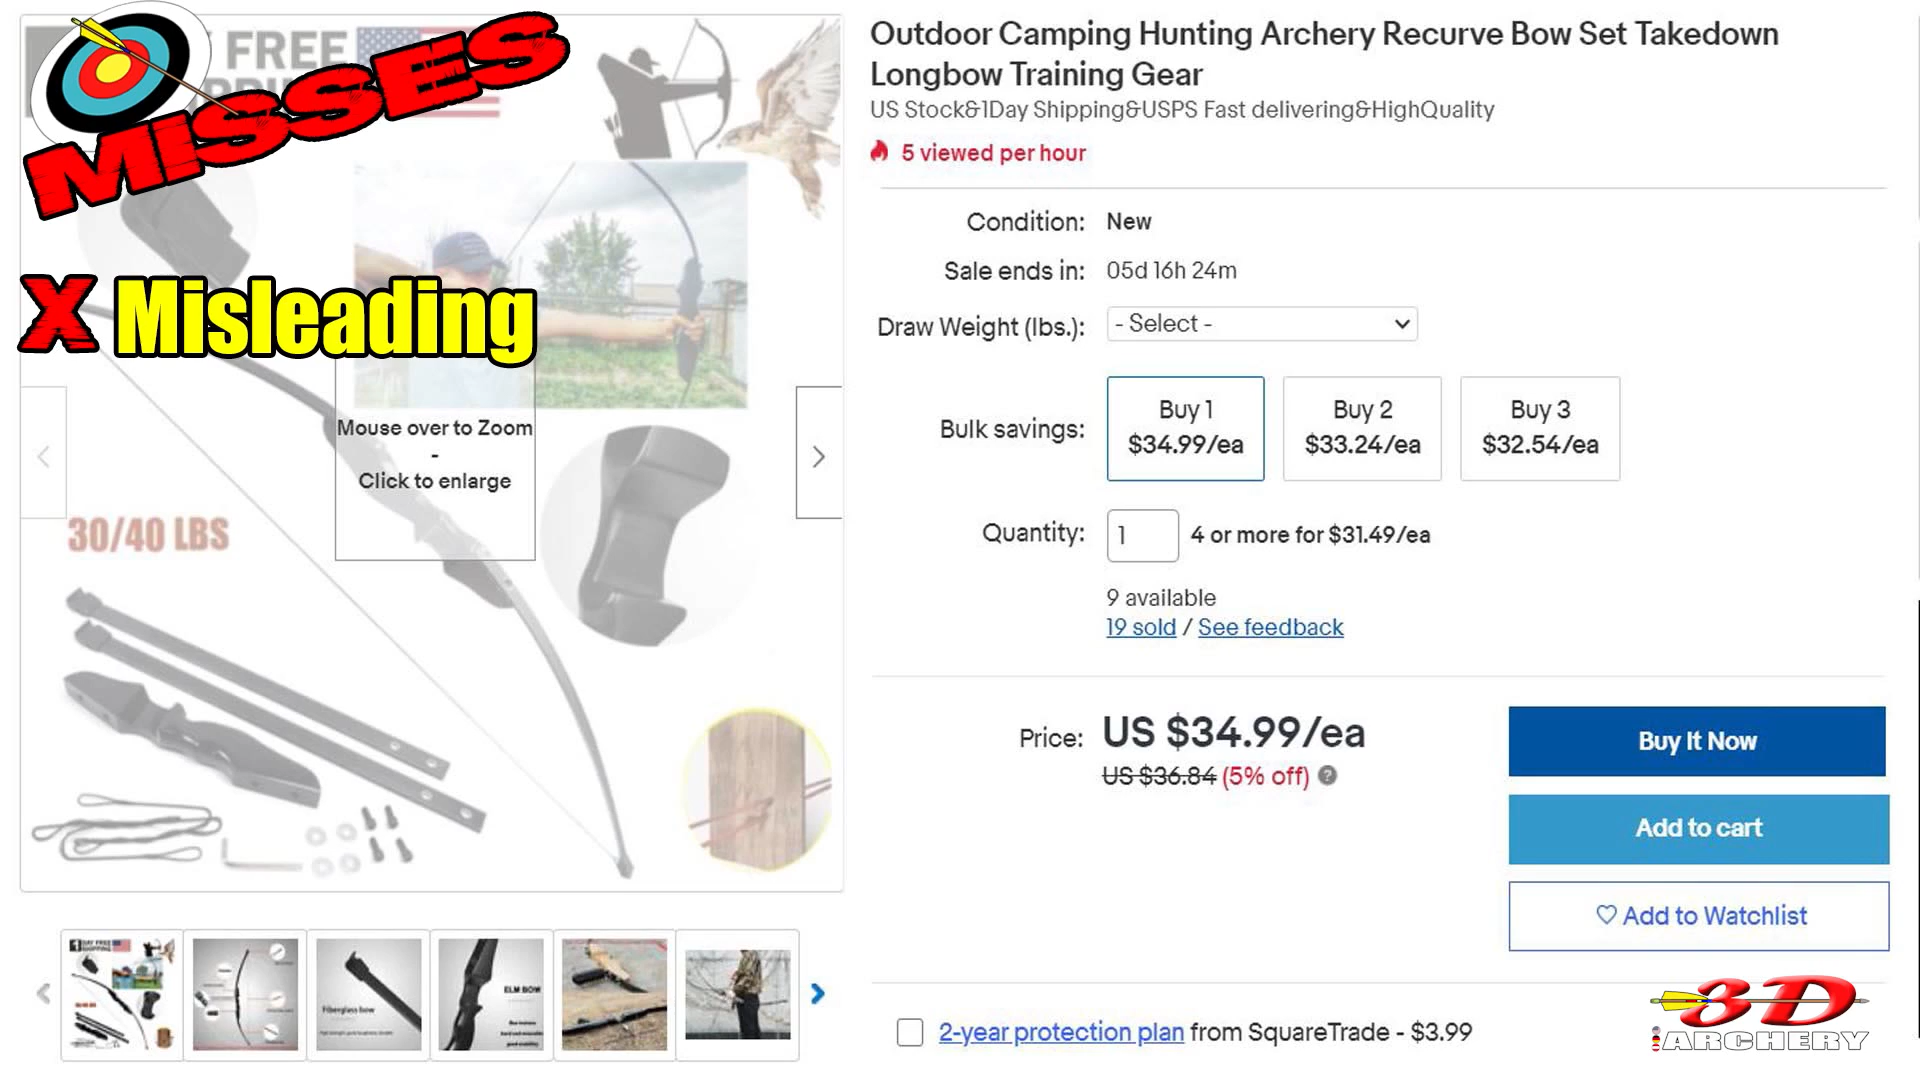 FREE
MISSES
X Misleading
Mouse over to Zoom
-
Click to enlarge
30/40 LBS
1 DAY FREE
SHIPPING
Fiberglass bow
ELM BOW
Outdoor Camping Hunting Archery Recurve Bow Set Takedown
Longbow Training Gear
US Stock&1Day Shipping&USPS Fast delivering&HighQuality
5 viewed per hour
Condition: New
Sale ends in: 05d 16h 24m
Draw Weight (lbs.): - Select -
Bulk savings:
Buy 1
$34.99/ea
Buy 2
$33.24/ea
Buy 3
$32.54/ea
Quantity: 1 4 or more for $31.49/ea
9 available
19 sold / See feedback
Price: US $34.99/ea
US $36.84 (5% off) ?
Buy It Now
Add to cart
Add to Watchlist
2-year protection plan from SquareTrade - $3.99
3D
ARCHERY